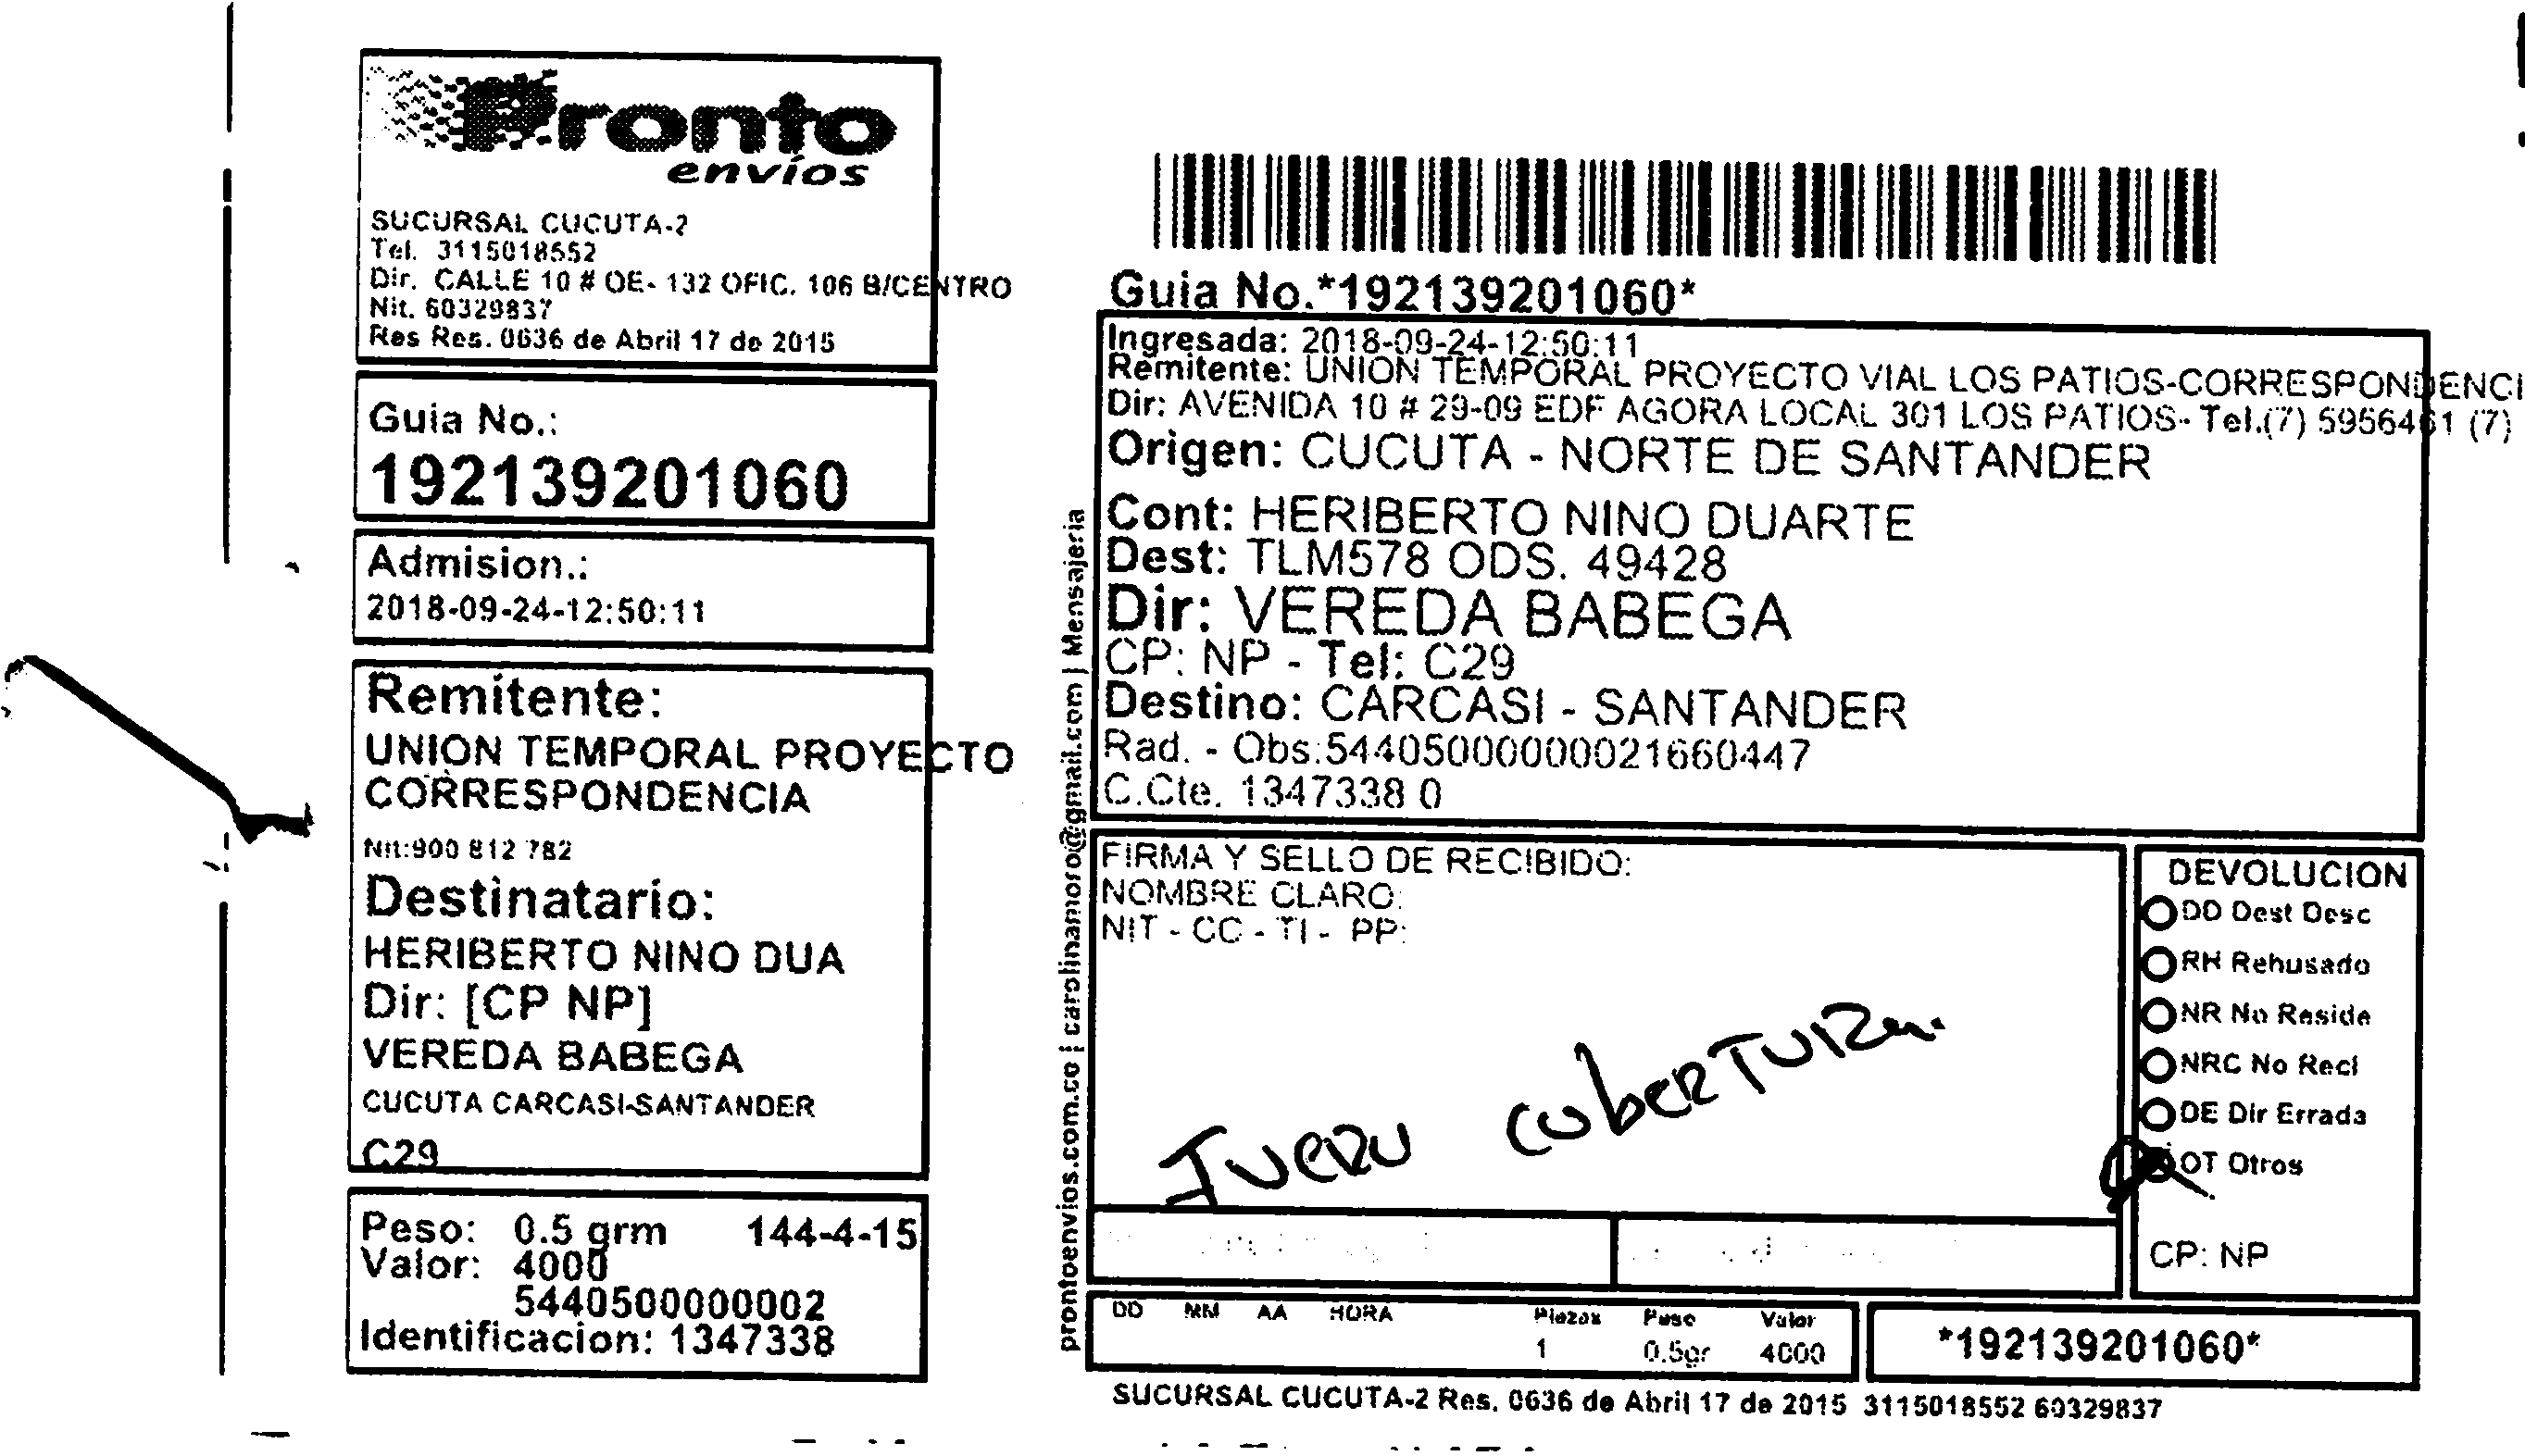 Pronto
envíos
SUCURSAL CUCUTA-2
Tel. 3115018552
Dir. CALLE 10 # OE- 132 OFIC. 106 B/CENTRO
Nit. 60329837
Res Res. 0636 de Abril 17 de 2015
Guia No.:
192139201060
Admision.:
2018-09-24-12:50:11
Remitente:
UNION TEMPORAL PROYECTO
CORRESPONDENCIA
Nit:900 812 782
Destinatario:
HERIBERTO NINO DUA
Dir: [CP NP]
VEREDA BABEGA
CUCUTA CARCASI-SANTANDER
C29
Peso: 0.5 grm 144-4-15
Valor: 4000
5440500000002
Identificacion: 1347338
prontoenvios.com.co | carolinamoro@gmail.com | Mensajeria
Guia No.*192139201060*
Ingresada: 2018-09-24-12:50:11
Remitente: UNION TEMPORAL PROYECTO VIAL LOS PATIOS-CORRESPONDENCI
Dir: AVENIDA 10 # 29-09 EDF AGORA LOCAL 301 LOS PATIOS- Tel.(7) 5956461 (7)
Origen: CUCUTA - NORTE DE SANTANDER
Cont: HERIBERTO NINO DUARTE
Dest: TLM578 ODS. 49428
Dir: VEREDA BABEGA
CP: NP - Tel: C29
Destino: CARCASI - SANTANDER
Rad. - Obs:544050000000021660447
C.Cte. 1347338 0
FIRMA Y SELLO DE RECIBIDO:
NOMBRE CLARO:
NIT - CC - TI - PP:
Fuera cobertura.
DEVOLUCION
DD Dest Desc
RH Rehusado
NR No Reside
NRC No Recl
DE Dir Errada
OT Otros
CP: NP
DD MM AA HORA Piezas Peso Valor
1 0.5gr 4000
*192139201060*
SUCURSAL CUCUTA-2 Res. 0636 de Abril 17 de 2015 3115018552 60329837